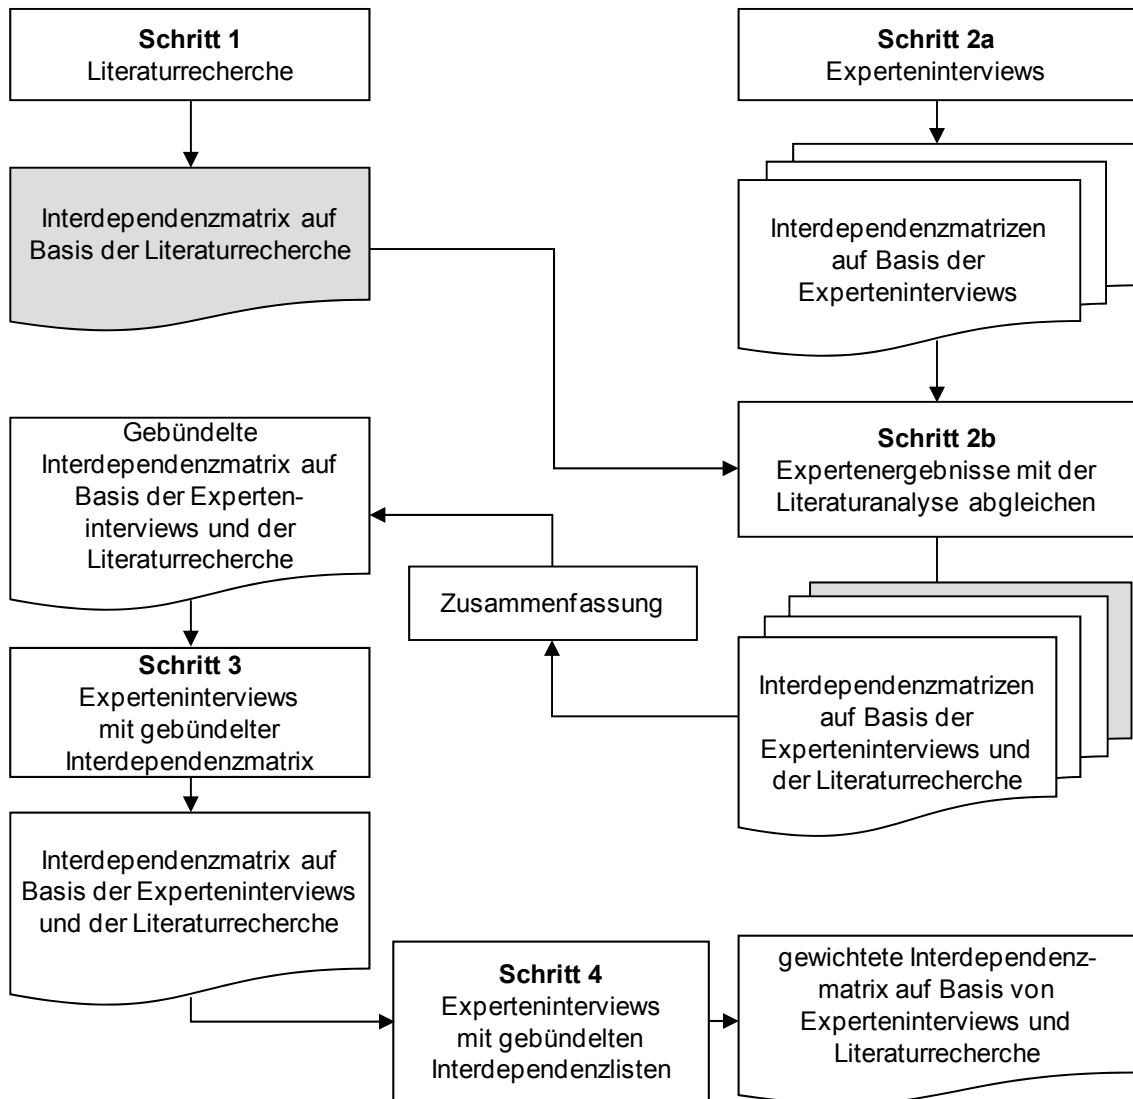 Schritt 1
Literaturrecherche
Schritt 2a
Experteninterviews
Interdependenzmatrix auf
Basis der Literaturrecherche
Interdependenzmatrizen
auf Basis der
Experteninterviews
Schritt 2b
Expertenergebnisse mit der
Literaturanalyse abgleichen
Gebündelte
Interdependenzmatrix auf
Basis der Experten-
interviews und der
Literaturrecherche
Zusammenfassung
Interdependenzmatrizen
auf Basis der
Experteninterviews und
der Literaturrecherche
Schritt 3
Experteninterviews
mit gebündelter
Interdependenzmatrix
Interdependenzmatrix auf
Basis der Experteninterviews
und der Literaturrecherche
Schritt 4
Experteninterviews
mit gebündelten
Interdependenzlisten
gewichtete Interdependenz-
matrix auf Basis von
Experteninterviews und
Literaturrecherche